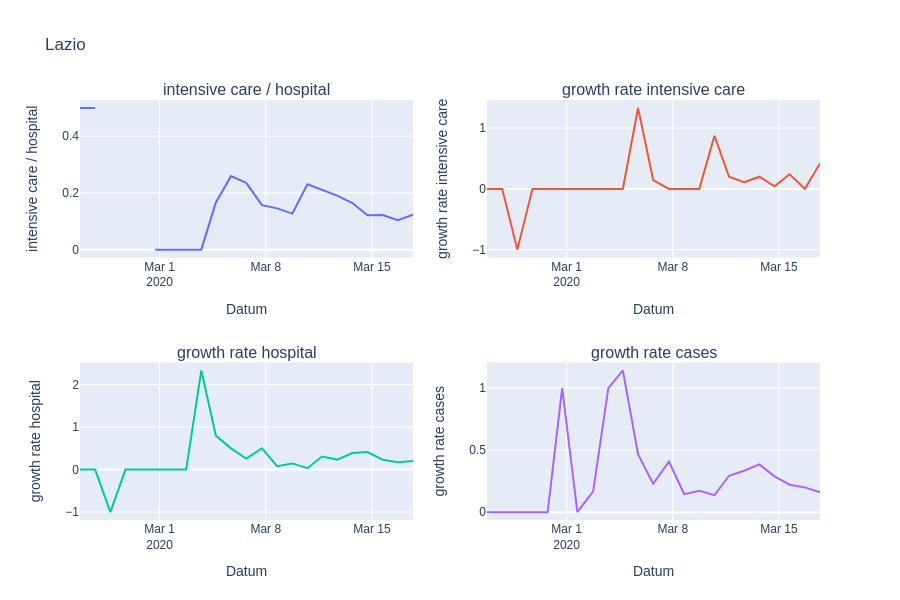 Lazio
intensive care / hospital
growth rate intensive care
intensive care / hospital
0.4
0.2
0
Mar 1
2020
Mar 8
Mar 15
Datum
growth rate intensive care
1
0
−1
Mar 1
2020
Mar 8
Mar 15
Datum
growth rate hospital
growth rate cases
growth rate hospital
2
1
0
−1
Mar 1
2020
Mar 8
Mar 15
Datum
growth rate cases
1
0.5
0
Mar 1
2020
Mar 8
Mar 15
Datum